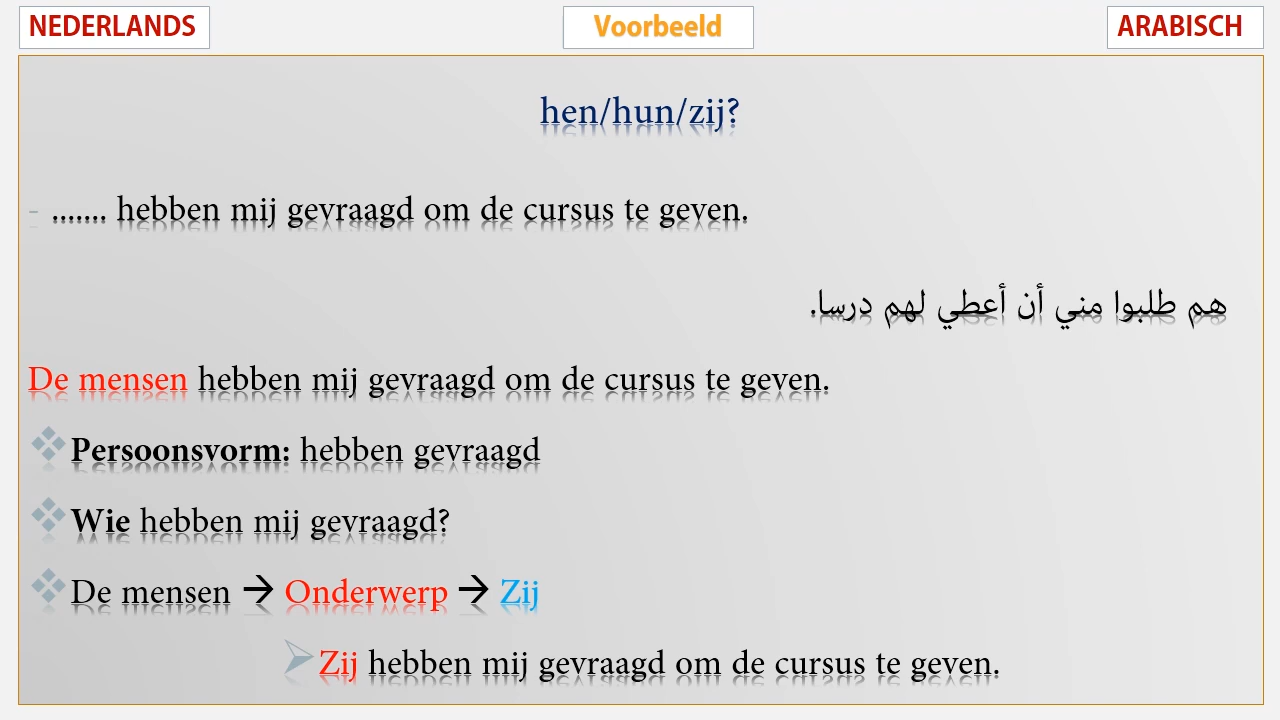 NEDERLANDS
Voorbeeld
ARABISCH
hen/hun/zij?
- ....... hebben mij gevraagd om de cursus te geven.
هم طلبوا مني أن أعطي لهم درسا.
De mensen hebben mij gevraagd om de cursus te geven.
❖ Persoonsvorm: hebben gevraagd
❖ Wie hebben mij gevraagd?
❖ De mensen → Onderwerp → Zij
➢ Zij hebben mij gevraagd om de cursus te geven.